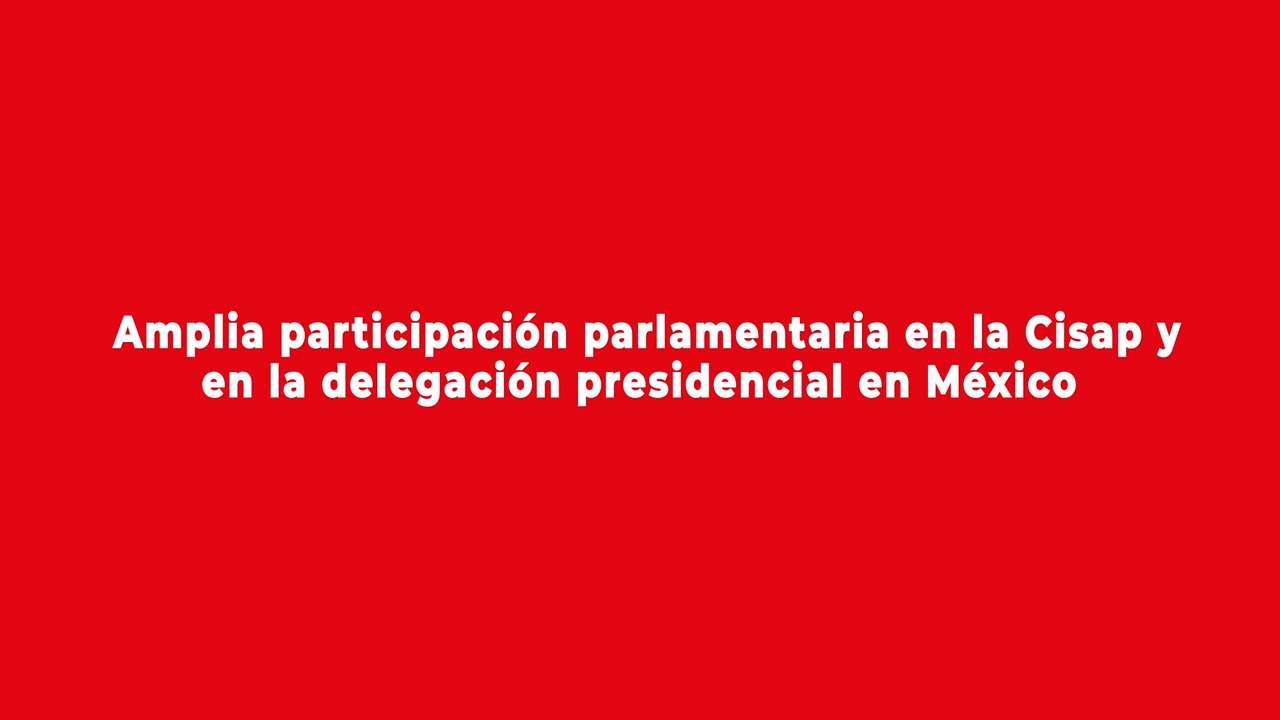 Amplia participación parlamentaria en la Cisap y
en la delegación presidencial en México